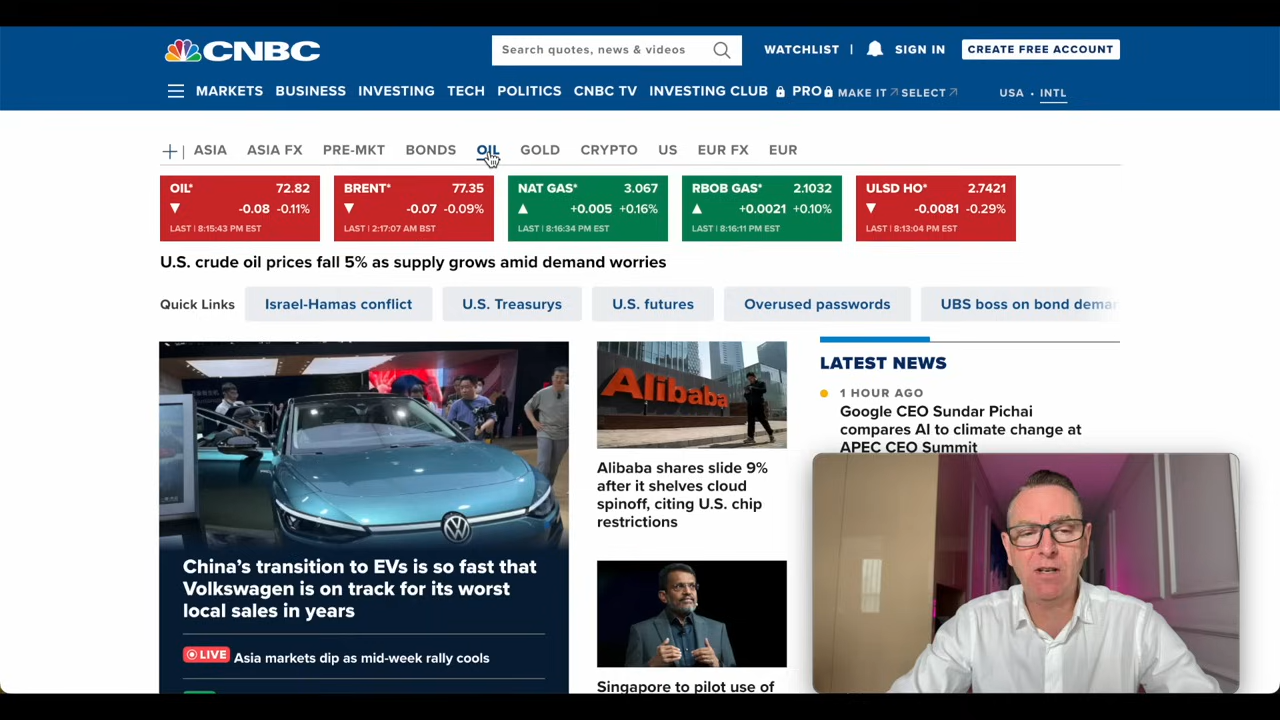 CNBC
Search quotes, news & videos
WATCHLIST | SIGN IN
CREATE FREE ACCOUNT
MARKETS BUSINESS INVESTING TECH POLITICS CNBC TV INVESTING CLUB PRO MAKE IT SELECT USA • INTL
+ | ASIA ASIA FX PRE-MKT BONDS OIL GOLD CRYPTO US EUR FX EUR
OIL* 72.82
▼ -0.08 -0.11%
LAST | 8:15:43 PM EST
BRENT* 77.35
▼ -0.07 -0.09%
LAST | 2:17:07 AM BST
NAT GAS* 3.067
▲ +0.005 +0.16%
LAST | 8:16:34 PM EST
RBOB GAS* 2.1032
▲ +0.0021 +0.10%
LAST | 8:16:11 PM EST
ULSD HO* 2.7421
▼ -0.0081 -0.29%
LAST | 8:13:04 PM EST
U.S. crude oil prices fall 5% as supply grows amid demand worries
Quick Links
Israel-Hamas conflict
U.S. Treasurys
U.S. futures
Overused passwords
UBS boss on bond
China's transition to EVs is so fast that
Volkswagen is on track for its worst
local sales in years
LIVE Asia markets dip as mid-week rally cools
Alibaba
Alibaba shares slide 9%
after it shelves cloud
spinoff, citing U.S. chip
restrictions
Singapore to pilot use of
LATEST NEWS
1 HOUR AGO
Google CEO Sundar Pichai
compares AI to climate change at
APEC CEO Summit